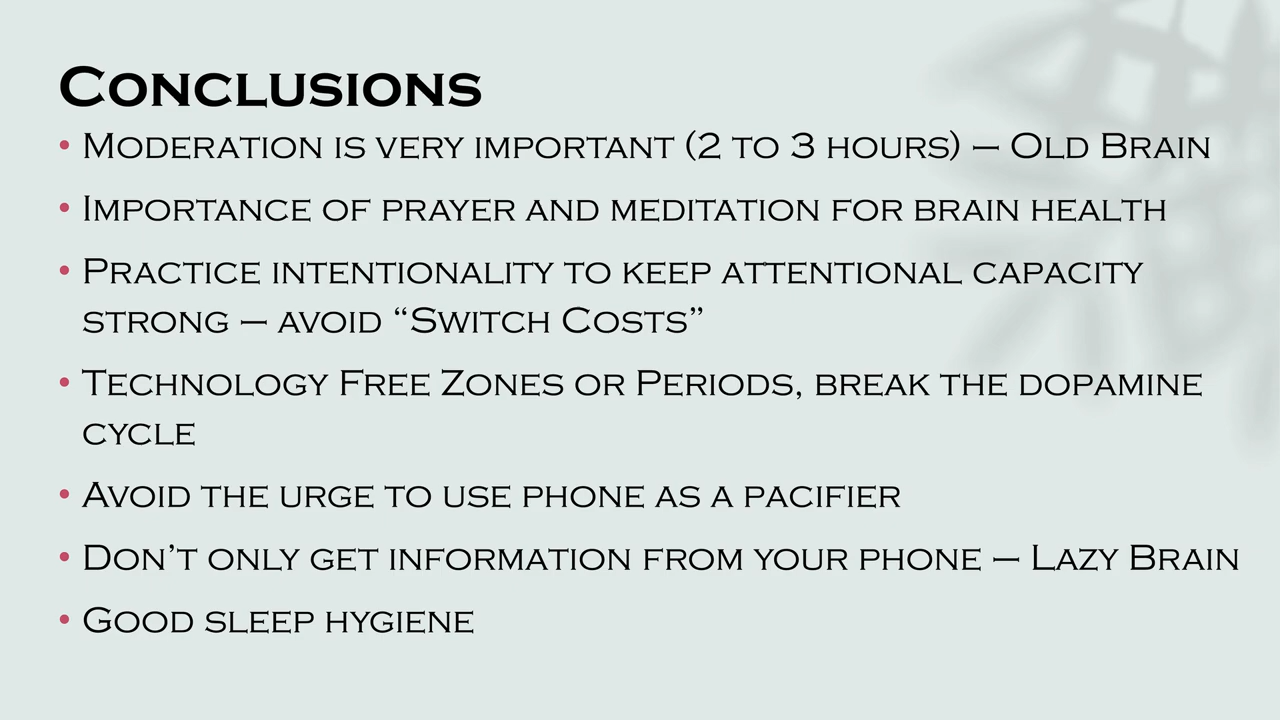 Conclusions
• Moderation is very important (2 to 3 hours) – Old Brain
• Importance of prayer and meditation for brain health
• Practice intentionality to keep attentional capacity
strong – avoid “Switch Costs”
• Technology Free Zones or Periods, break the dopamine
cycle
• Avoid the urge to use phone as a pacifier
• Don’t only get information from your phone – Lazy Brain
• Good sleep hygiene